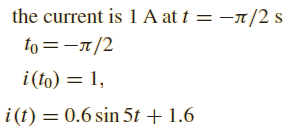 the current is 1 A at t = −π/2 s
t₀ = −π/2
i(t₀) = 1,
i(t) = 0.6 sin 5t + 1.6